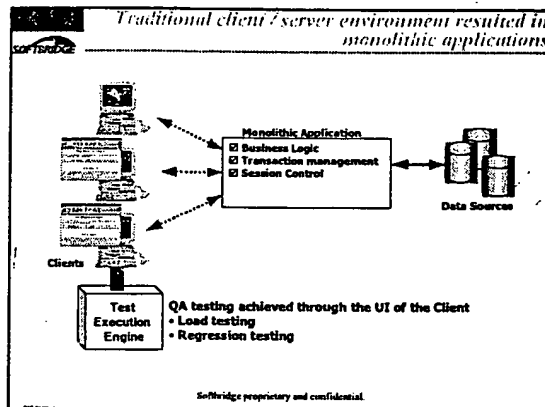 Traditional client / server environment resulted in
monolithic applications
SOFTBRIDGE
Monolithic Application
☑ Business Logic
☑ Transaction management
☑ Session Control
Data Sources
Clients
Test
Execution
Engine
QA testing achieved through the UI of the Client
• Load testing
• Regression testing
Softbridge proprietary and confidential.